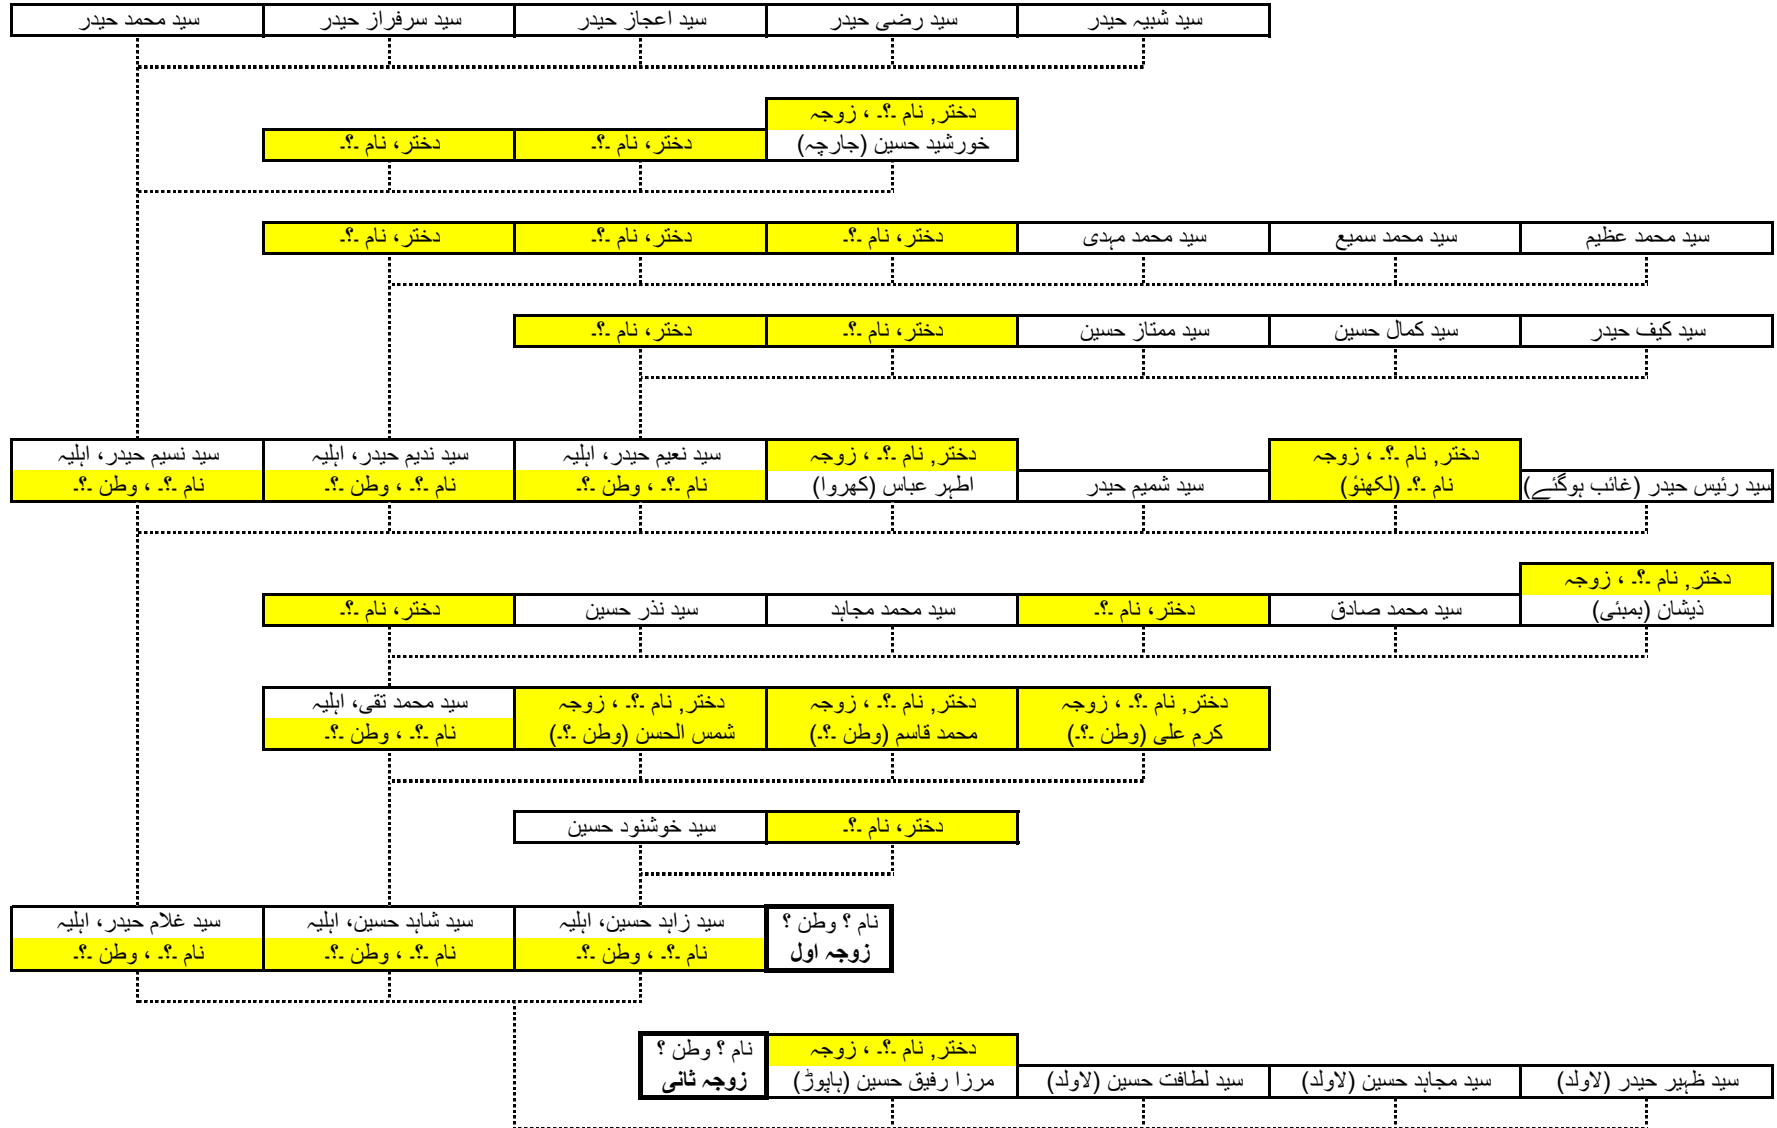 سید شبیہ حیدر
سید رضی حیدر
سید اعجاز حیدر
سید سرفراز حیدر
سید محمد حیدر
دختر, نام ۔؟۔ ، زوجہ
خورشید حسین (جارچہ)
دختر، نام ۔؟۔
دختر، نام ۔؟۔
سید محمد عظیم
سید محمد سمیع
سید محمد مہدی
دختر، نام ۔؟۔
دختر، نام ۔؟۔
دختر، نام ۔؟۔
سید کیف حیدر
سید کمال حسین
سید ممتاز حسین
دختر، نام ۔؟۔
دختر، نام ۔؟۔
سید رئیس حیدر (غائب ہوگئے)
دختر, نام ۔؟۔ ، زوجہ
نام ۔؟۔ (لکھنؤ)
سید شمیم حیدر
دختر, نام ۔؟۔ ، زوجہ
اطہر عباس (کھروا)
سید نعیم حیدر، اہلیہ
نام ۔؟۔ ، وطن ۔؟۔
سید ندیم حیدر، اہلیہ
نام ۔؟۔ ، وطن ۔؟۔
سید نسیم حیدر، اہلیہ
نام ۔؟۔ ، وطن ۔؟۔
دختر, نام ۔؟۔ ، زوجہ
ذیشان (بمبئی)
سید محمد صادق
دختر، نام ۔؟۔
سید محمد مجاہد
سید نذر حسین
دختر، نام ۔؟۔
دختر, نام ۔؟۔ ، زوجہ
کرم علی (وطن ۔؟۔)
دختر, نام ۔؟۔ ، زوجہ
محمد قاسم (وطن ۔؟۔)
دختر, نام ۔؟۔ ، زوجہ
شمس الحسن (وطن ۔؟۔)
سید محمد تقی، اہلیہ
نام ۔؟۔ ، وطن ۔؟۔
دختر، نام ۔؟۔
سید خوشنود حسین
نام ؟ وطن ؟
زوجہ اول
سید زاہد حسین، اہلیہ
نام ۔؟۔ ، وطن ۔؟۔
سید شاہد حسین، اہلیہ
نام ۔؟۔ ، وطن ۔؟۔
سید غلام حیدر، اہلیہ
نام ۔؟۔ ، وطن ۔؟۔
سید ظہیر حیدر (لاولد)
سید مجاہد حسین (لاولد)
سید لطافت حسین (لاولد)
دختر, نام ۔؟۔ ، زوجہ
مرزا رفیق حسین (ہاپوڑ)
نام ؟ وطن ؟
زوجہ ثانی